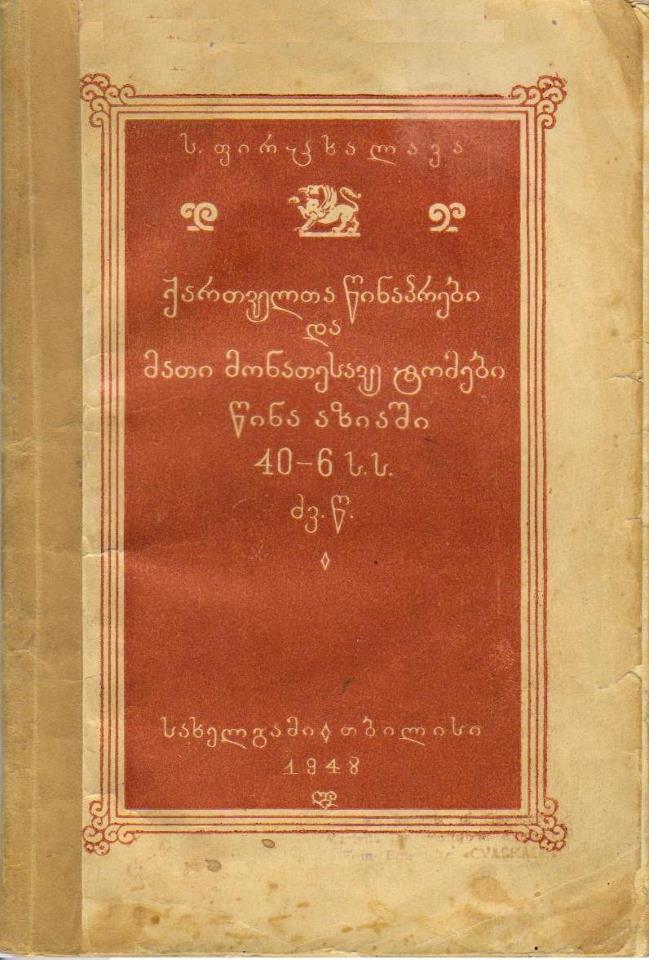 ს. ფირცხალავა
ქართველთა წინაპრები
და
მათი მონათესავე ტომები
წინა აზიაში
40–6 ს.ს.
ძვ. წ.
სახელგამი ◊ თბილისი
1948